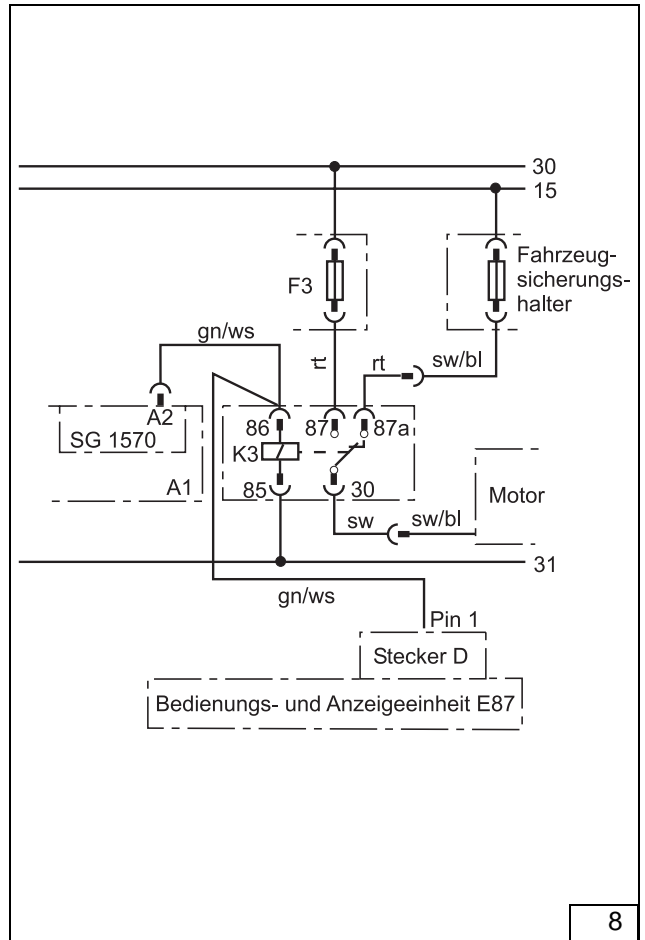 30
15
Fahrzeug-
sicherungs-
halter
F3
gn/ws
rt
rt
sw/bl
A2
SG 1570
A1
86
87
87a
K3
85
30
Motor
sw
sw/bl
31
gn/ws
Pin 1
Stecker D
Bedienungs- und Anzeigeeinheit E87
8